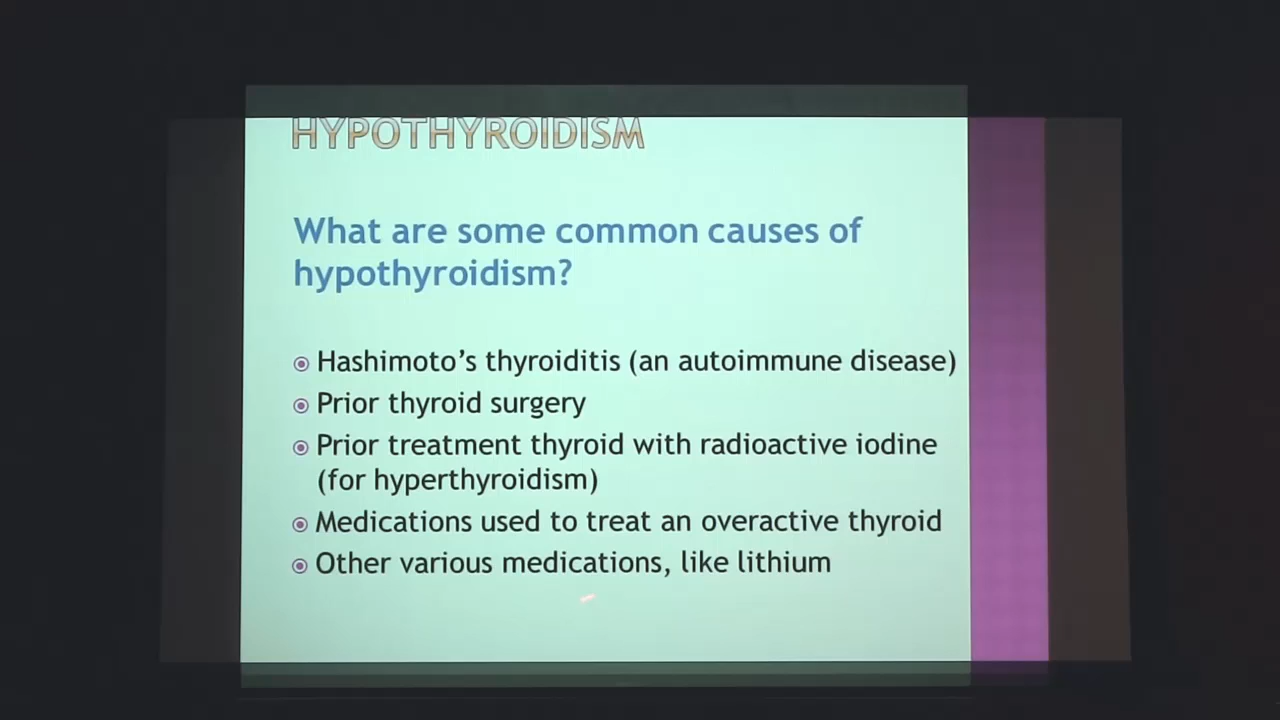 HYPOTHYROIDISM
What are some common causes of
hypothyroidism?
Hashimoto's thyroiditis (an autoimmune disease)
Prior thyroid surgery
Prior treatment thyroid with radioactive iodine
(for hyperthyroidism)
Medications used to treat an overactive thyroid
Other various medications, like lithium